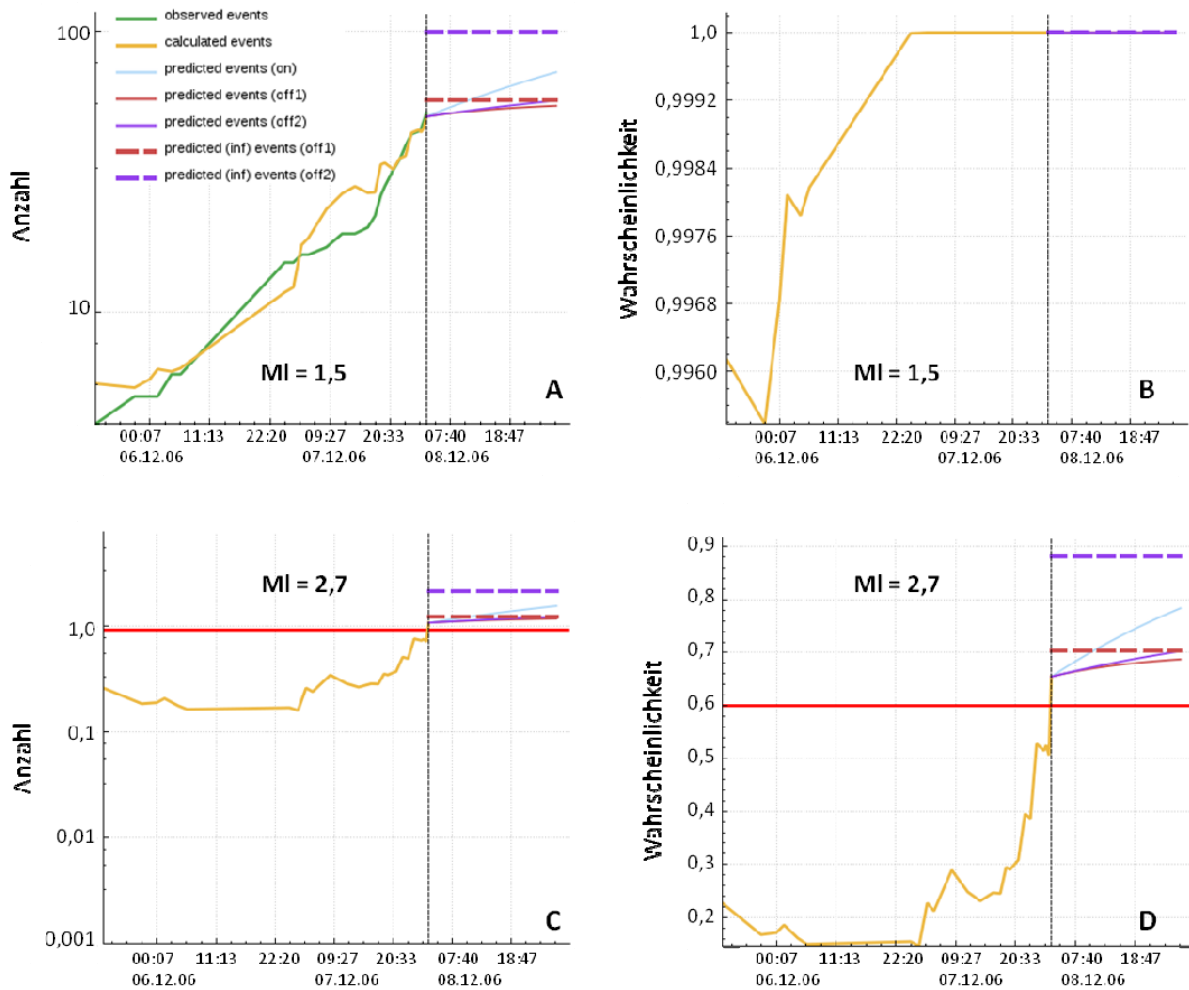 observed events
calculated events
predicted events (on)
predicted events (off1)
predicted events (off2)
predicted (inf) events (off1)
predicted (inf) events (off2)
100
10
Anzahl
Ml = 1,5
A
00:07 11:13 22:20 09:27 20:33 07:40 18:47
06.12.06 07.12.06 08.12.06
1,0
0,9992
0,9984
0,9976
0,9968
0,9960
Wahrscheinlichkeit
Ml = 1,5
B
00:07 11:13 22:20 09:27 20:33 07:40 18:47
06.12.06 07.12.06 08.12.06
Ml = 2,7
1,0
0,1
0,01
0,001
Anzahl
C
00:07 11:13 22:20 09:27 20:33 07:40 18:47
06.12.06 07.12.06 08.12.06
Ml = 2,7
0,9
0,8
0,7
0,6
0,5
0,4
0,3
0,2
Wahrscheinlichkeit
D
00:07 11:13 22:20 09:27 20:33 07:40 18:47
06.12.06 07.12.06 08.12.06